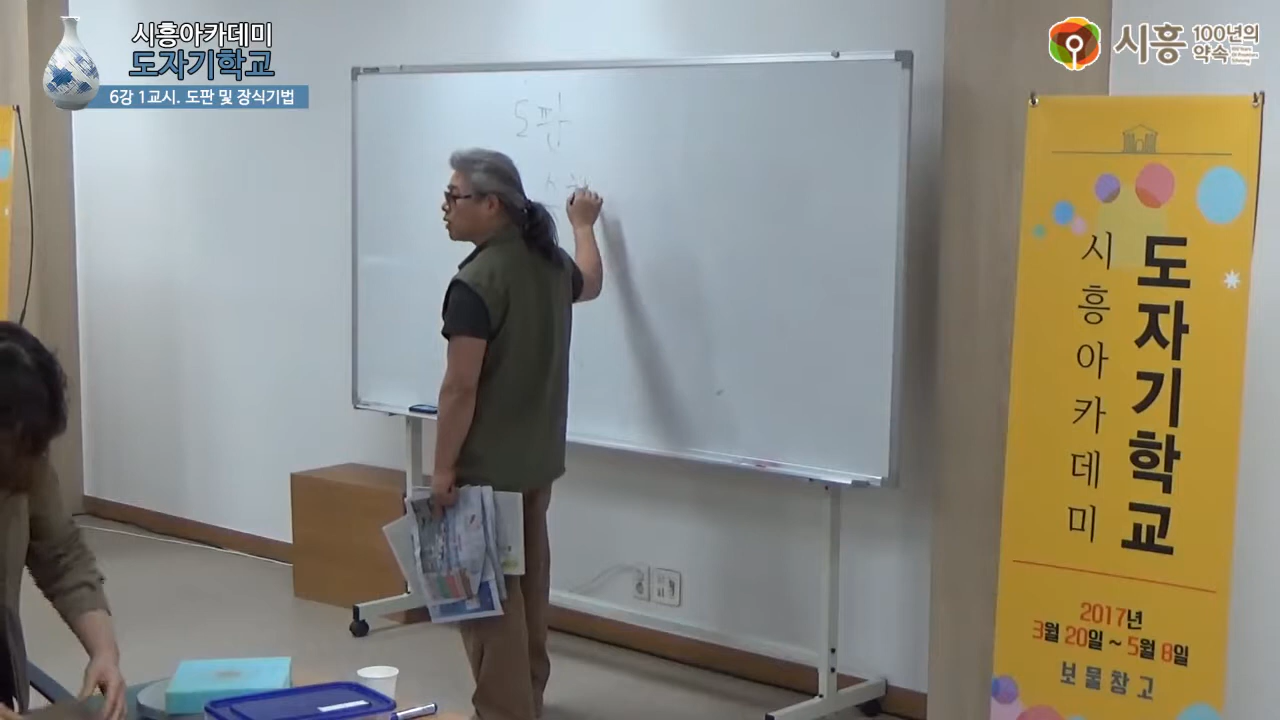 시흥아카데미
도자기학교
6강 1교시. 도판 및 장식기법
시흥 100년의 약속
도판
도자기학교
시흥아카데미
2017년
3월 20일 ~ 5월 8일
보물창고